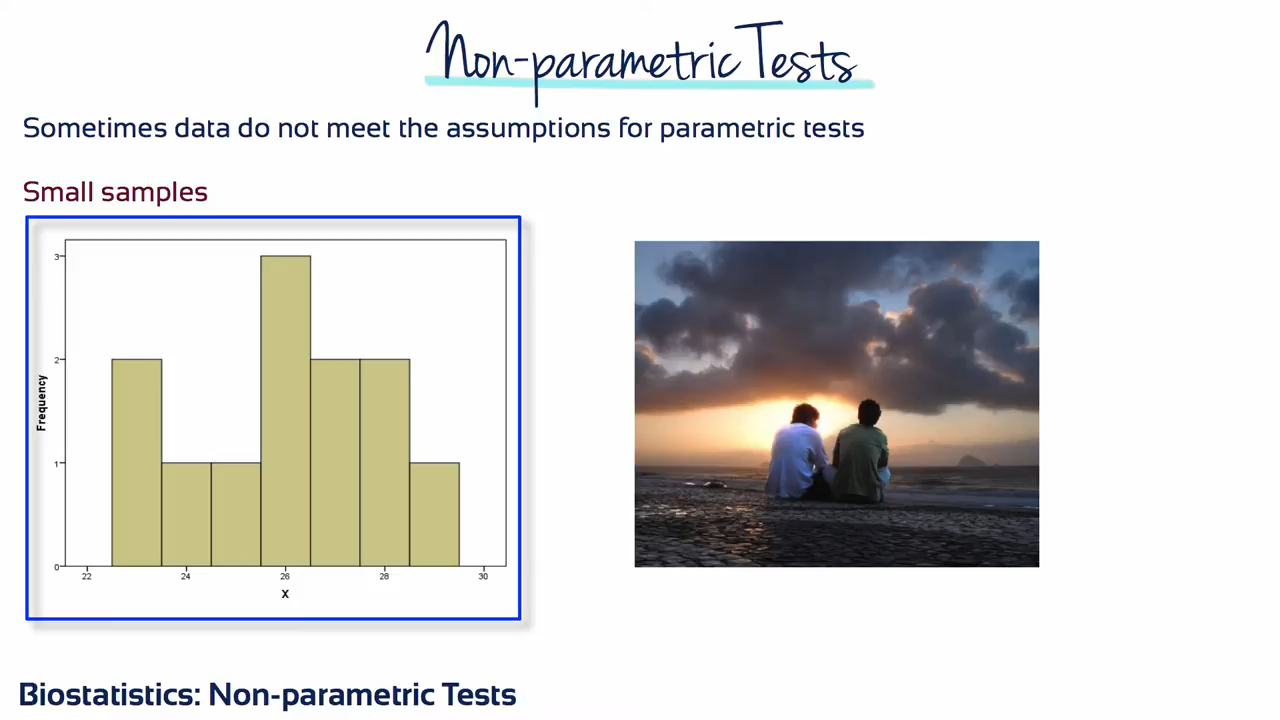 Non-parametric Tests
Sometimes data do not meet the assumptions for parametric tests
Small samples
3
2
Frequency
1
0
22 24 26 28 30
X
Biostatistics: Non-parametric Tests